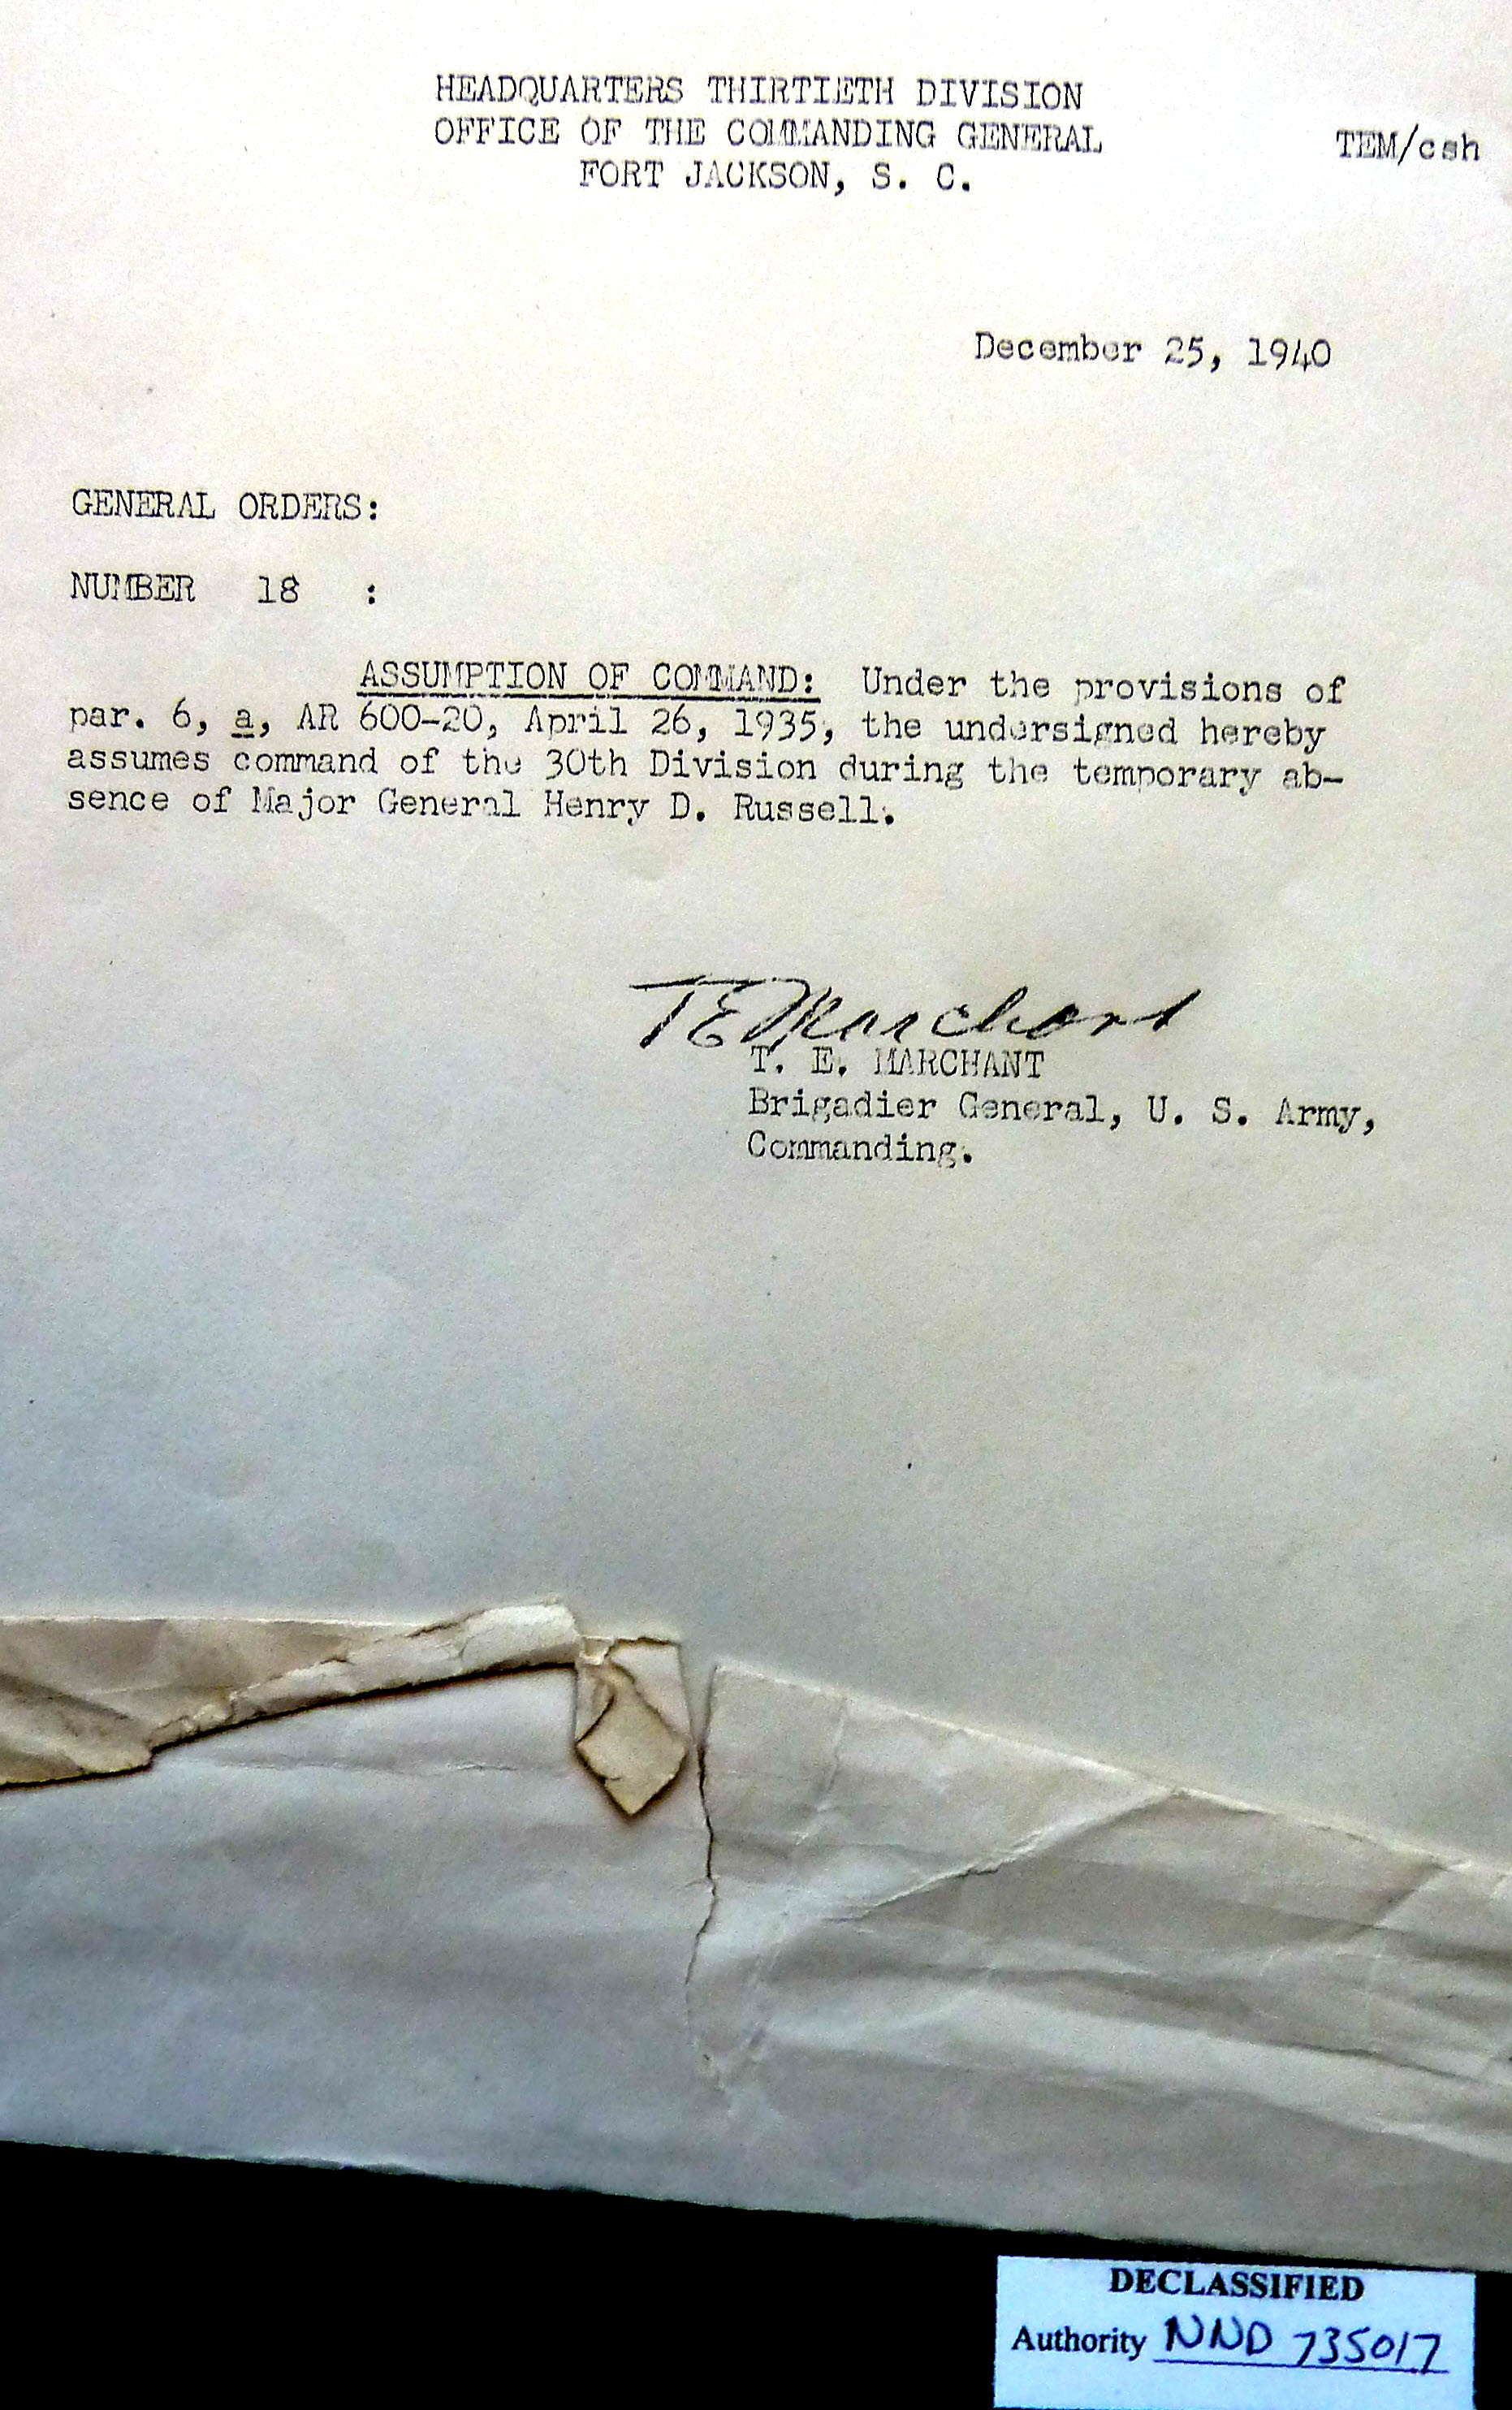 HEADQUARTERS THIRTIETH DIVISION
OFFICE OF THE COMMANDING GENERAL
TEM/csh
FORT JACKSON, S. C.
December 25, 1940
GENERAL ORDERS:
NUMBER 18 :
ASSUMPTION OF COMMAND: Under the provisions of
par. 6, a, AR 600-20, April 26, 1935, the undersigned hereby
assumes command of the 30th Division during the temporary ab-
sence of Major General Henry D. Russell.
T E Marchant
T. E. MARCHANT
Brigadier General, U. S. Army,
Commanding.
DECLASSIFIED
Authority NND 735017